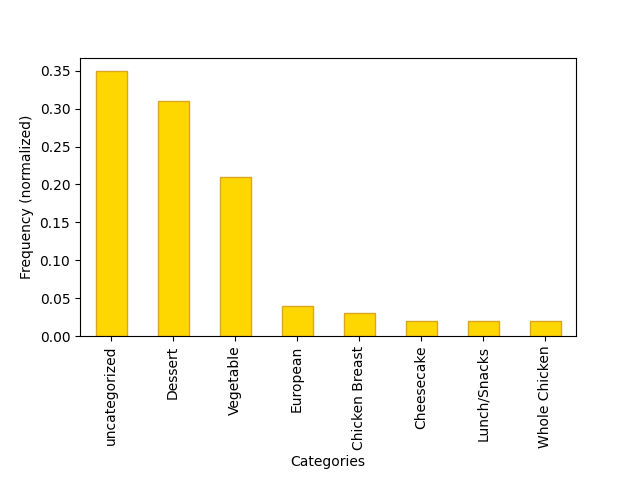 0.35
0.30
0.25
0.20
0.15
0.10
0.05
0.00
Frequency (normalized)
uncategorized
Dessert
Vegetable
European
Chicken Breast
Cheesecake
Lunch/Snacks
Whole Chicken
Categories